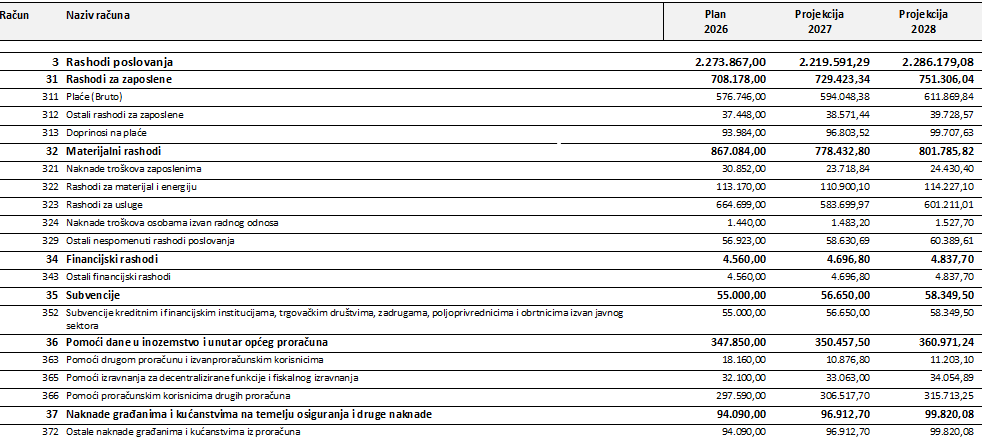 Račun Naziv računa Plan Projekcija Projekcija
2026 2027 2028
3 Rashodi poslovanja 2.273.867,00 2.219.591,29 2.286.179,08
31 Rashodi za zaposlene 708.178,00 729.423,34 751.306,04
311 Plaće (Bruto) 576.746,00 594.048,38 611.869,84
312 Ostali rashodi za zaposlene 37.448,00 38.571,44 39.728,57
313 Doprinosi na plaće 93.984,00 96.803,52 99.707,63
32 Materijalni rashodi 867.084,00 778.432,80 801.785,82
321 Naknade troškova zaposlenima 30.852,00 23.718,84 24.430,40
322 Rashodi za materijal i energiju 113.170,00 110.900,10 114.227,10
323 Rashodi za usluge 664.699,00 583.699,97 601.211,01
324 Naknade troškova osobama izvan radnog odnosa 1.440,00 1.483,20 1.527,70
329 Ostali nespomenuti rashodi poslovanja 56.923,00 58.630,69 60.389,61
34 Financijski rashodi 4.560,00 4.696,80 4.837,70
343 Ostali financijski rashodi 4.560,00 4.696,80 4.837,70
35 Subvencije 55.000,00 56.650,00 58.349,50
352 Subvencije kreditnim i financijskim institucijama, trgovačkim društvima, zadrugama, poljoprivrednicima i obrtnicima izvan javnog 55.000,00 56.650,00 58.349,50
sektora
36 Pomoći dane u inozemstvo i unutar općeg proračuna 347.850,00 350.457,50 360.971,24
363 Pomoći drugom proračunu i izvanproračunskim korisnicima 18.160,00 10.876,80 11.203,10
365 Pomoći izravnanja za decentralizirane funkcije i fiskalnog izravnanja 32.100,00 33.063,00 34.054,89
366 Pomoći proračunskim korisnicima drugih proračuna 297.590,00 306.517,70 315.713,25
37 Naknade građanima i kućanstvima na temelju osiguranja i druge naknade 94.090,00 96.912,70 99.820,08
372 Ostale naknade građanima i kućanstvima iz proračuna 94.090,00 96.912,70 99.820,08